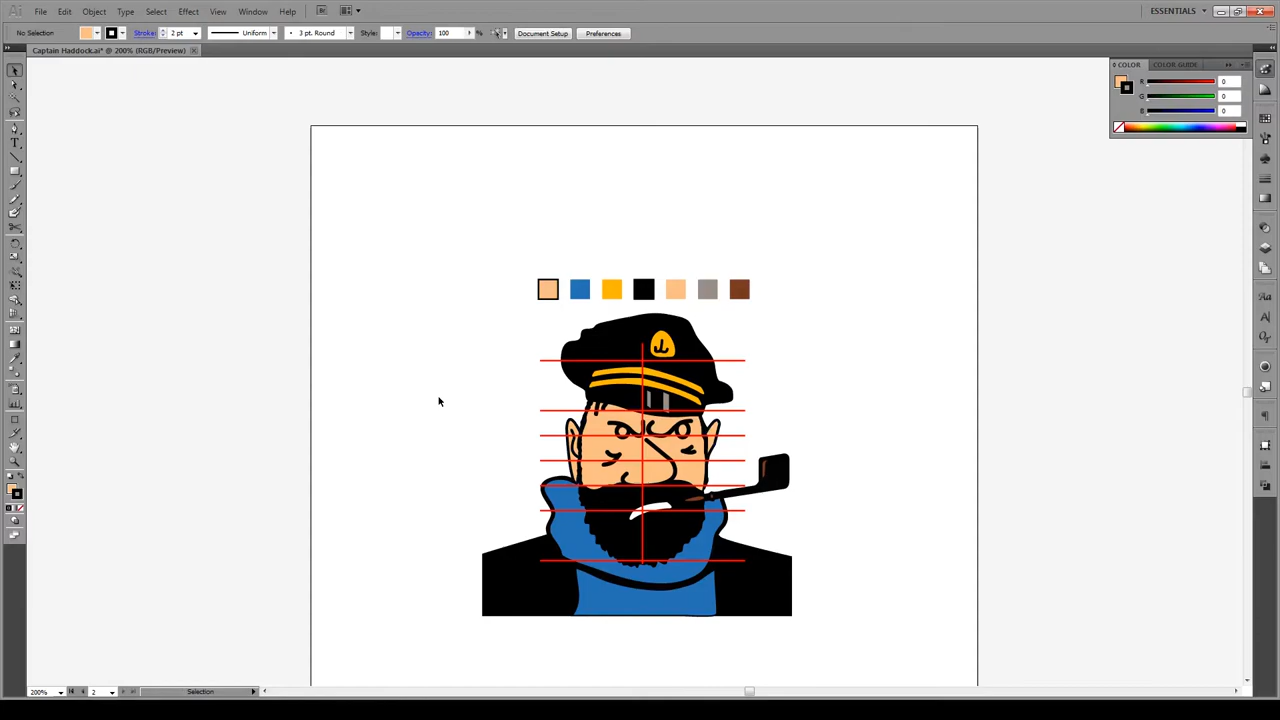 Ai File Edit Object Type Select Effect View Window Help Br ESSENTIALS
No Selection Stroke: 2 pt Uniform 3 pt. Round Style: Opacity: 100 % Document Setup Preferences
Captain Haddock.ai* @ 200% (RGB/Preview)
COLOR COLOR GUIDE
R 0
G 0
B 0
200% 2 Selection